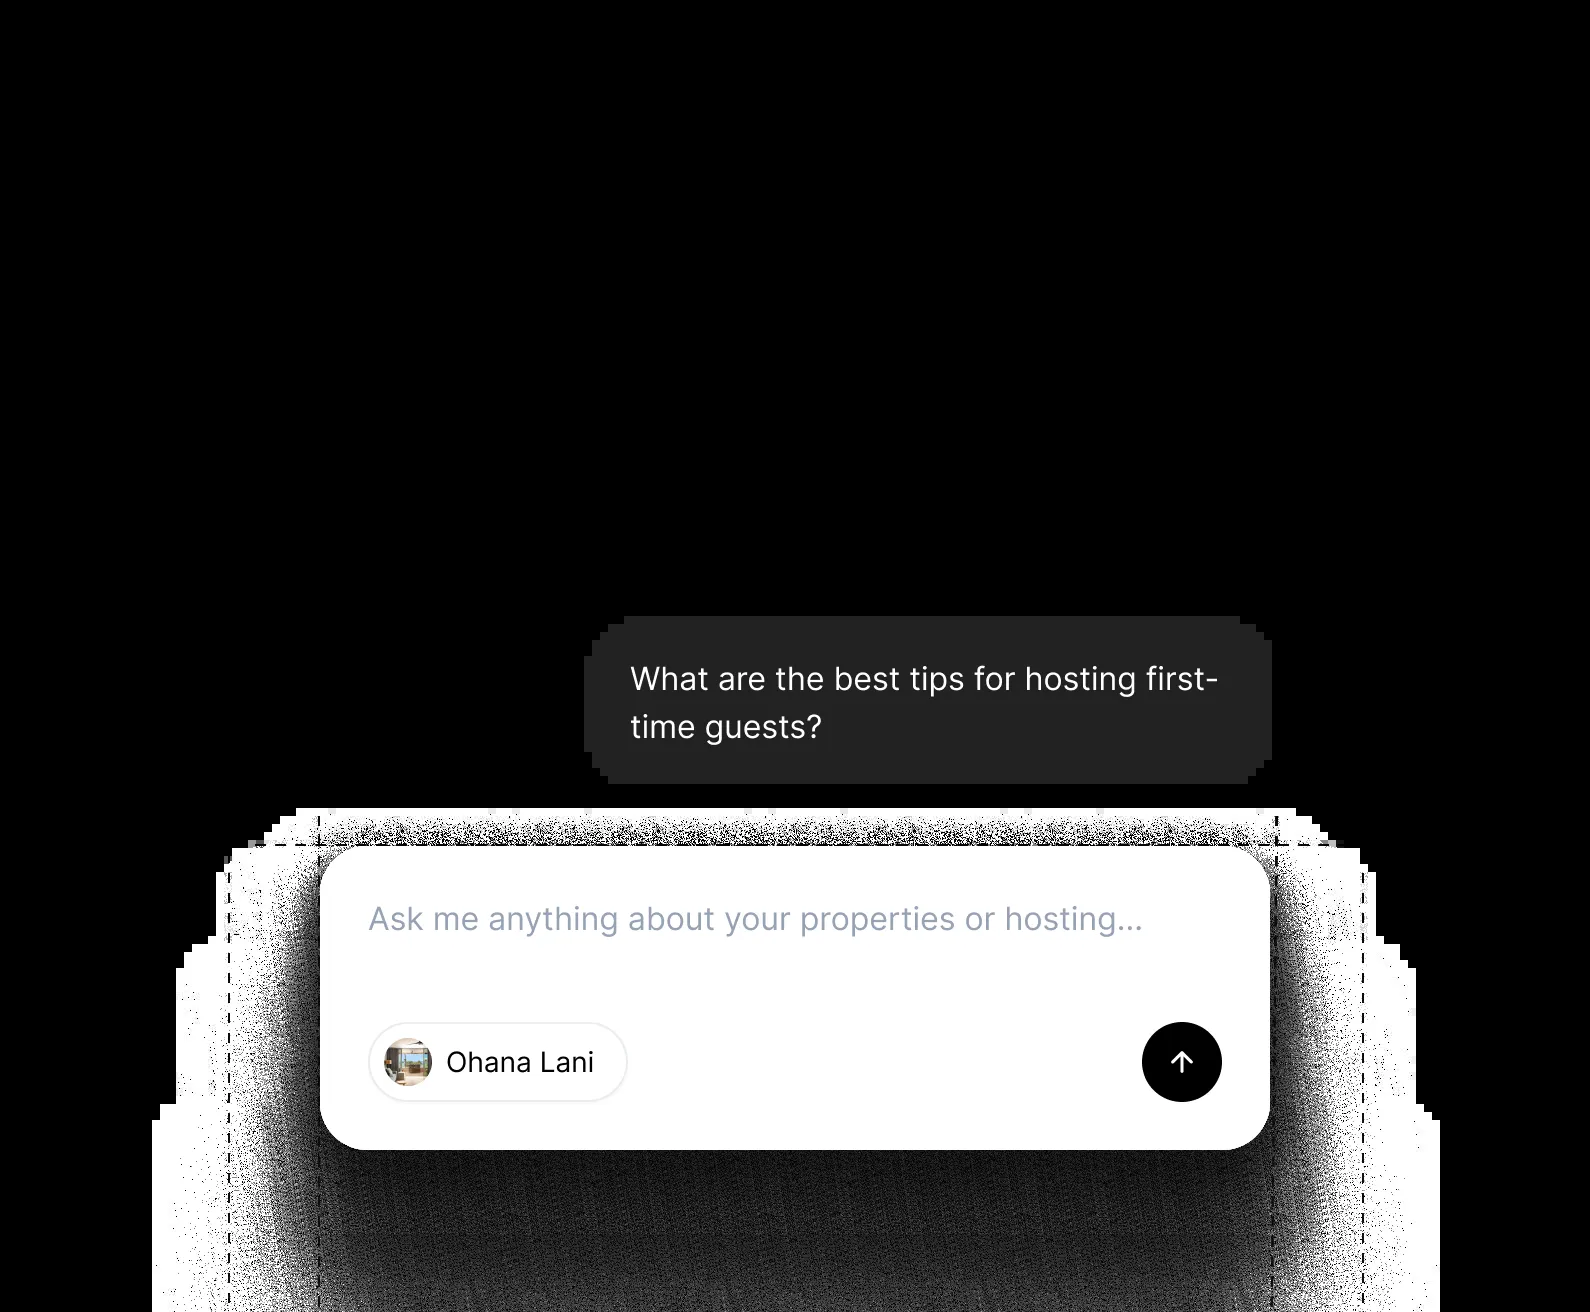 What are the best tips for hosting first-
time guests?
Ask me anything about your properties or hosting...
Ohana Lani